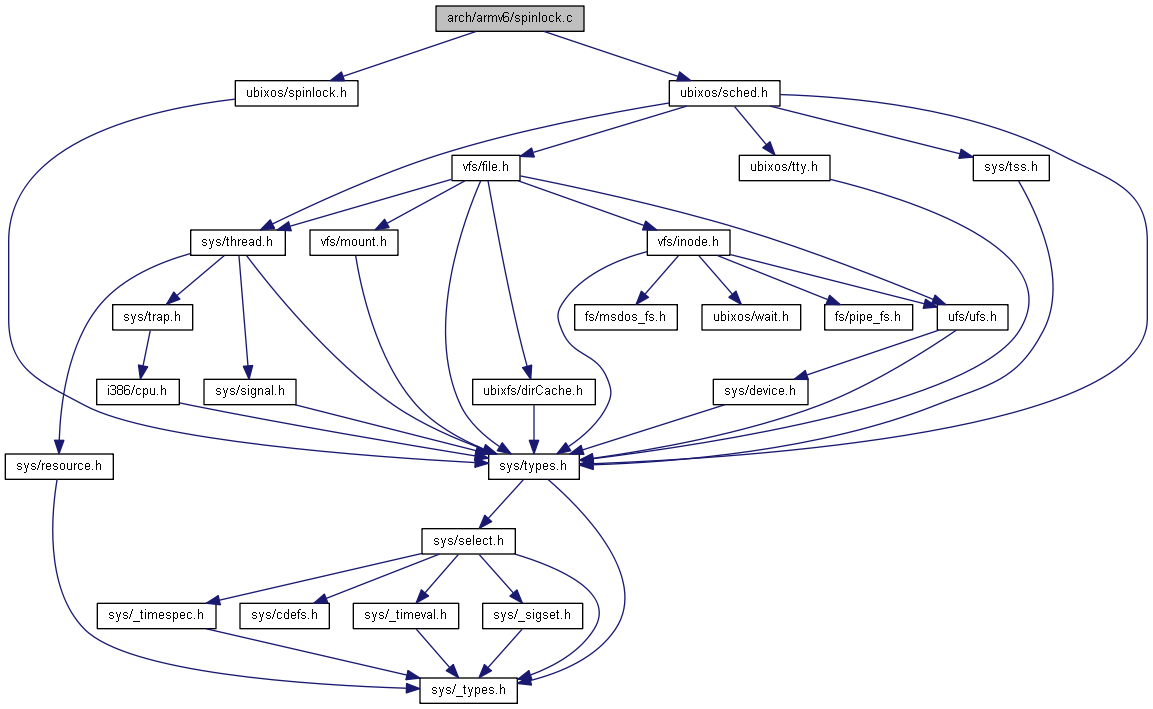 arch/armv6/spinlock.c
ubixos/spinlock.h
ubixos/sched.h
vfs/file.h
ubixos/tty.h
sys/tss.h
sys/thread.h
vfs/mount.h
vfs/inode.h
sys/trap.h
fs/msdos_fs.h
ubixos/wait.h
fs/pipe_fs.h
ufs/ufs.h
i386/cpu.h
sys/signal.h
ubixfs/dirCache.h
sys/device.h
sys/resource.h
sys/types.h
sys/select.h
sys/_timespec.h
sys/cdefs.h
sys/_timeval.h
sys/_sigset.h
sys/_types.h